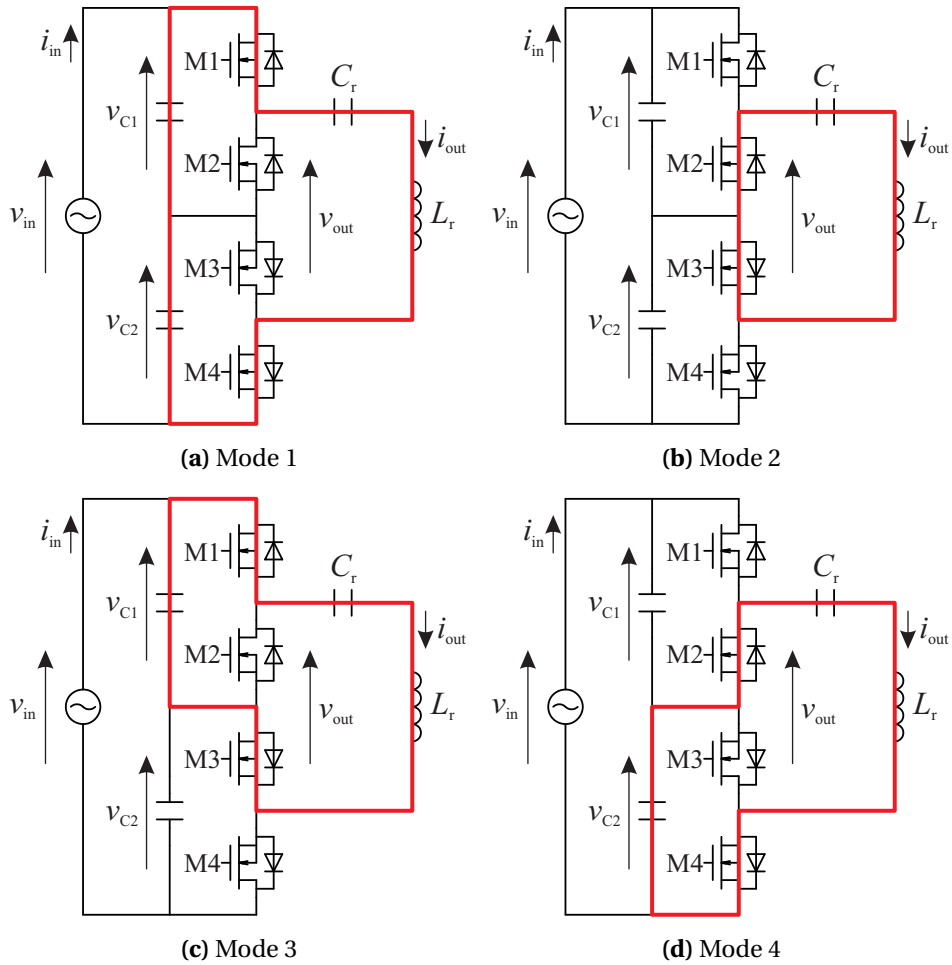 i_in
M1
C_r
v_C1
i_out
M2
v_in
v_out
L_r
M3
v_C2
M4
(a) Mode 1
i_in
M1
C_r
v_C1
i_out
M2
v_in
v_out
L_r
M3
v_C2
M4
(b) Mode 2
i_in
M1
C_r
v_C1
i_out
M2
v_in
v_out
L_r
M3
v_C2
M4
(c) Mode 3
i_in
M1
C_r
v_C1
i_out
M2
v_in
v_out
L_r
M3
v_C2
M4
(d) Mode 4